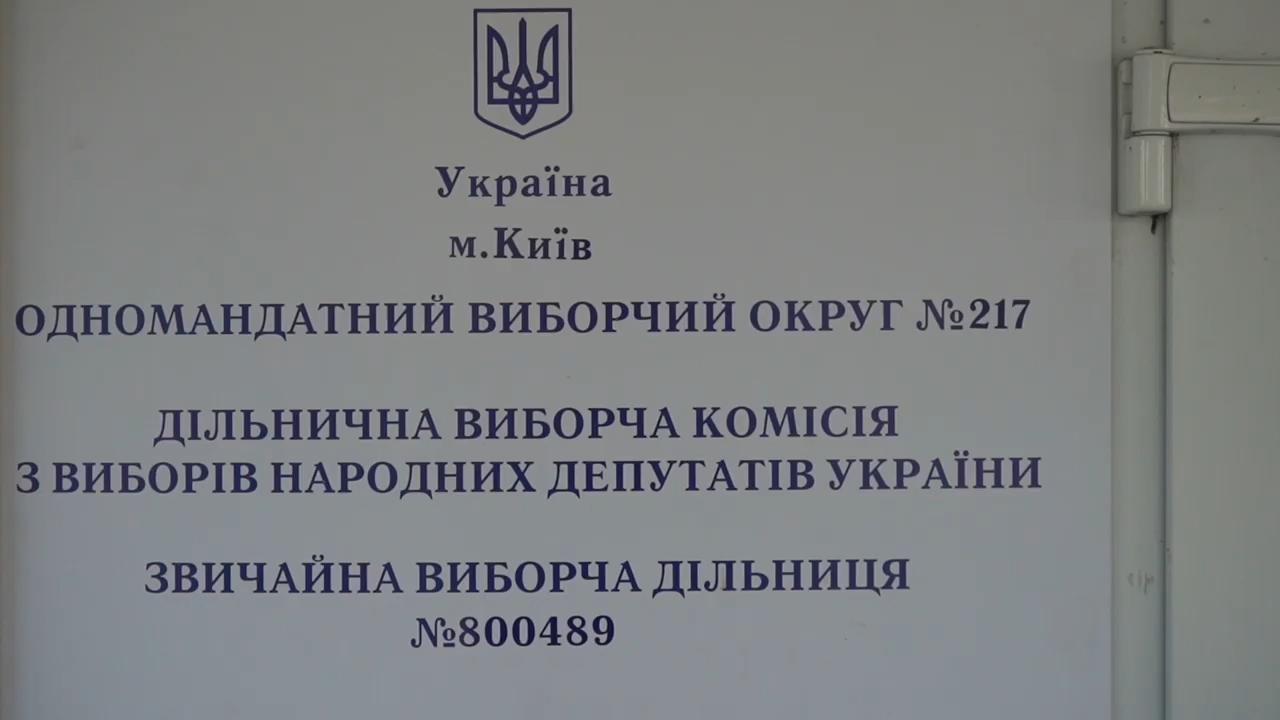 Україна
м.Київ
ОДНОМАНДАТНИЙ ВИБОРЧИЙ ОКРУГ №217
ДІЛЬНИЧНА ВИБОРЧА КОМІСІЯ
З ВИБОРІВ НАРОДНИХ ДЕПУТАТІВ УКРАЇНИ
ЗВИЧАЙНА ВИБОРЧА ДІЛЬНИЦЯ
№800489